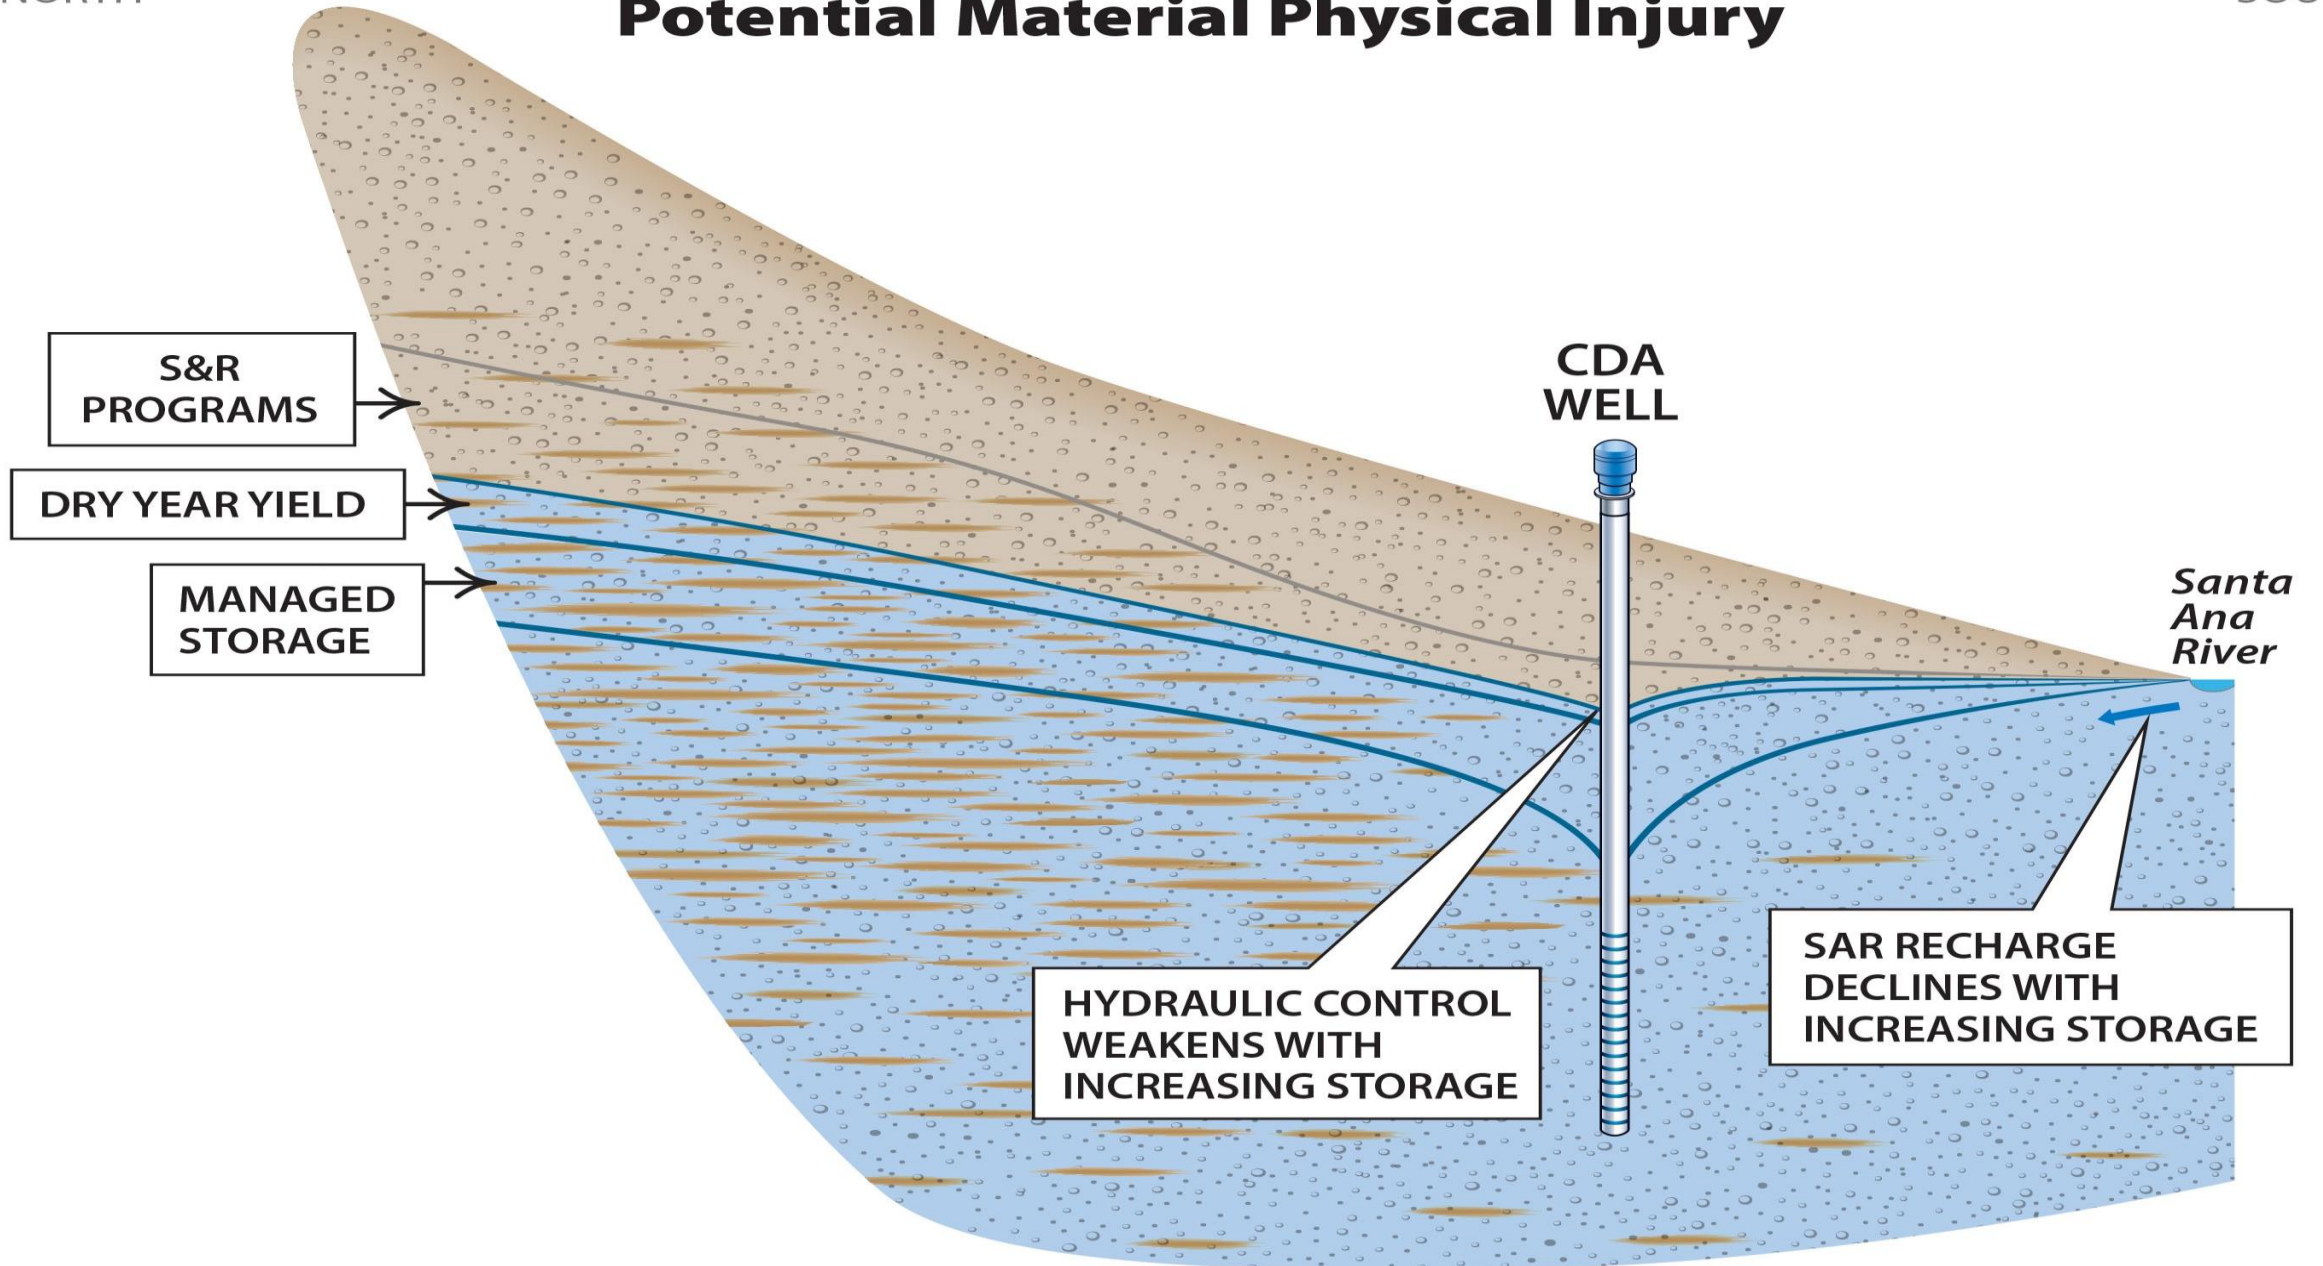 NORTH
Potential Material Physical Injury
S&R
PROGRAMS
DRY YEAR YIELD
MANAGED
STORAGE
CDA
WELL
Santa
Ana
River
HYDRAULIC CONTROL
WEAKENS WITH
INCREASING STORAGE
SAR RECHARGE
DECLINES WITH
INCREASING STORAGE